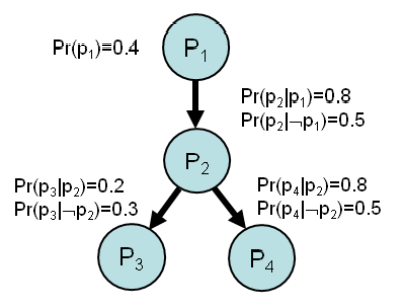 Pr(p₁)=0.4
P₁
Pr(p₂|p₁)=0.8
Pr(p₂|¬p₁)=0.5
P₂
Pr(p₃|p₂)=0.2
Pr(p₃|¬p₂)=0.3
Pr(p₄|p₂)=0.8
Pr(p₄|¬p₂)=0.5
P₃
P₄